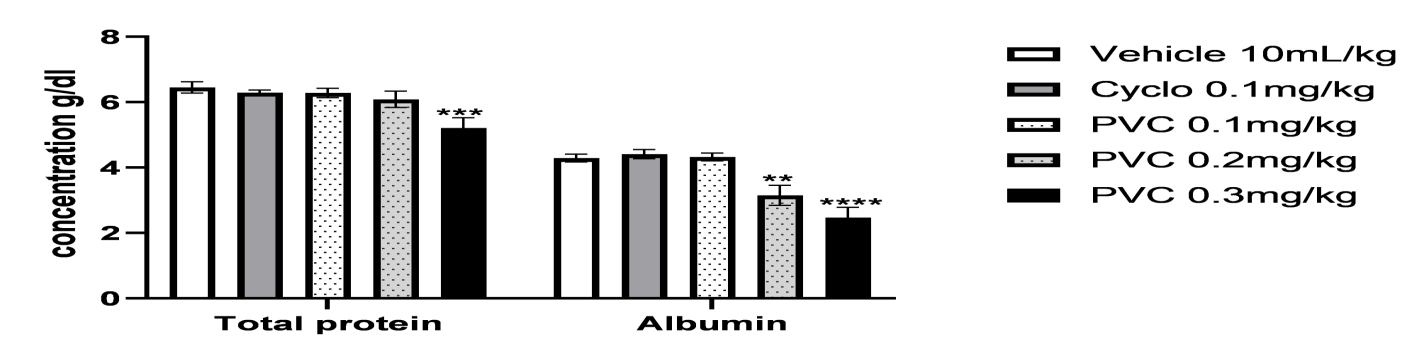 concentration g/dl
8
6
4
2
0
***
**
****
Total protein
Albumin
Vehicle 10mL/kg
Cyclo 0.1mg/kg
PVC 0.1mg/kg
PVC 0.2mg/kg
PVC 0.3mg/kg